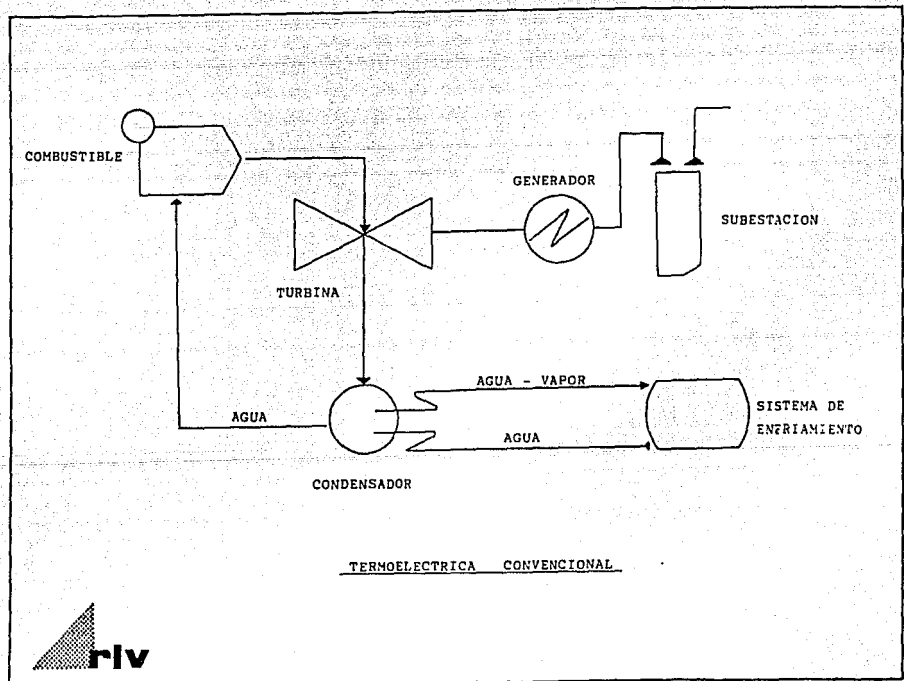 COMBUSTIBLE
GENERADOR
SUBESTACION
TURBINA
AGUA - VAPOR
AGUA
AGUA
SISTEMA DE
ENFRIAMIENTO
CONDENSADOR
TERMOELECTRICA CONVENCIONAL
rlv